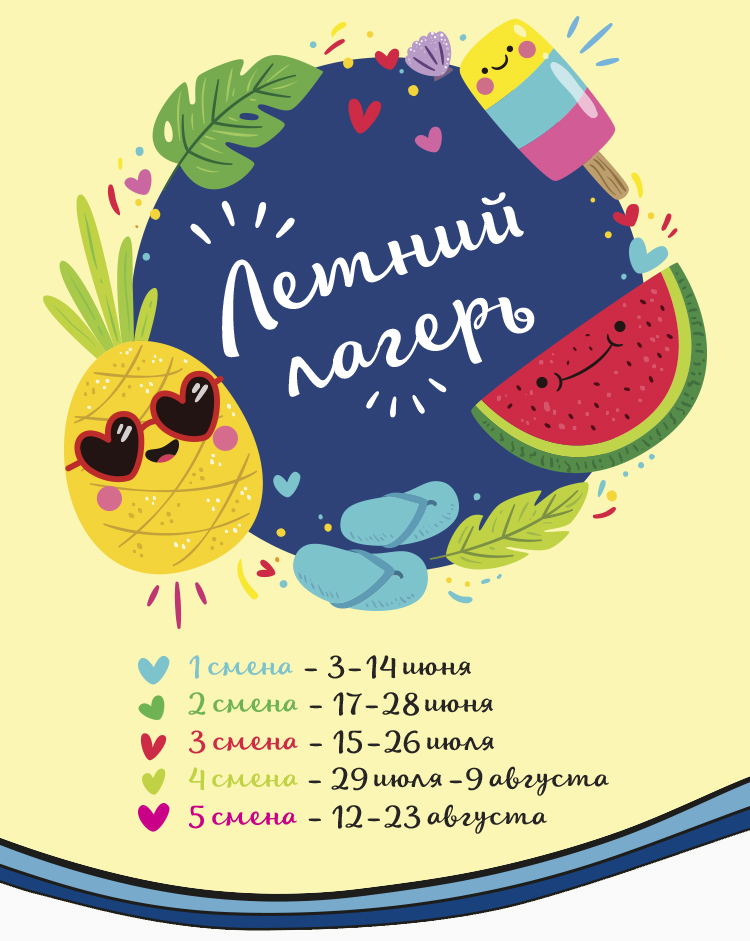 Летний
лагерь
1 смена - 3-14 июня
2 смена - 17-28 июня
3 смена - 15-26 июля
4 смена - 29 июля - 9 августа
5 смена - 12-23 августа